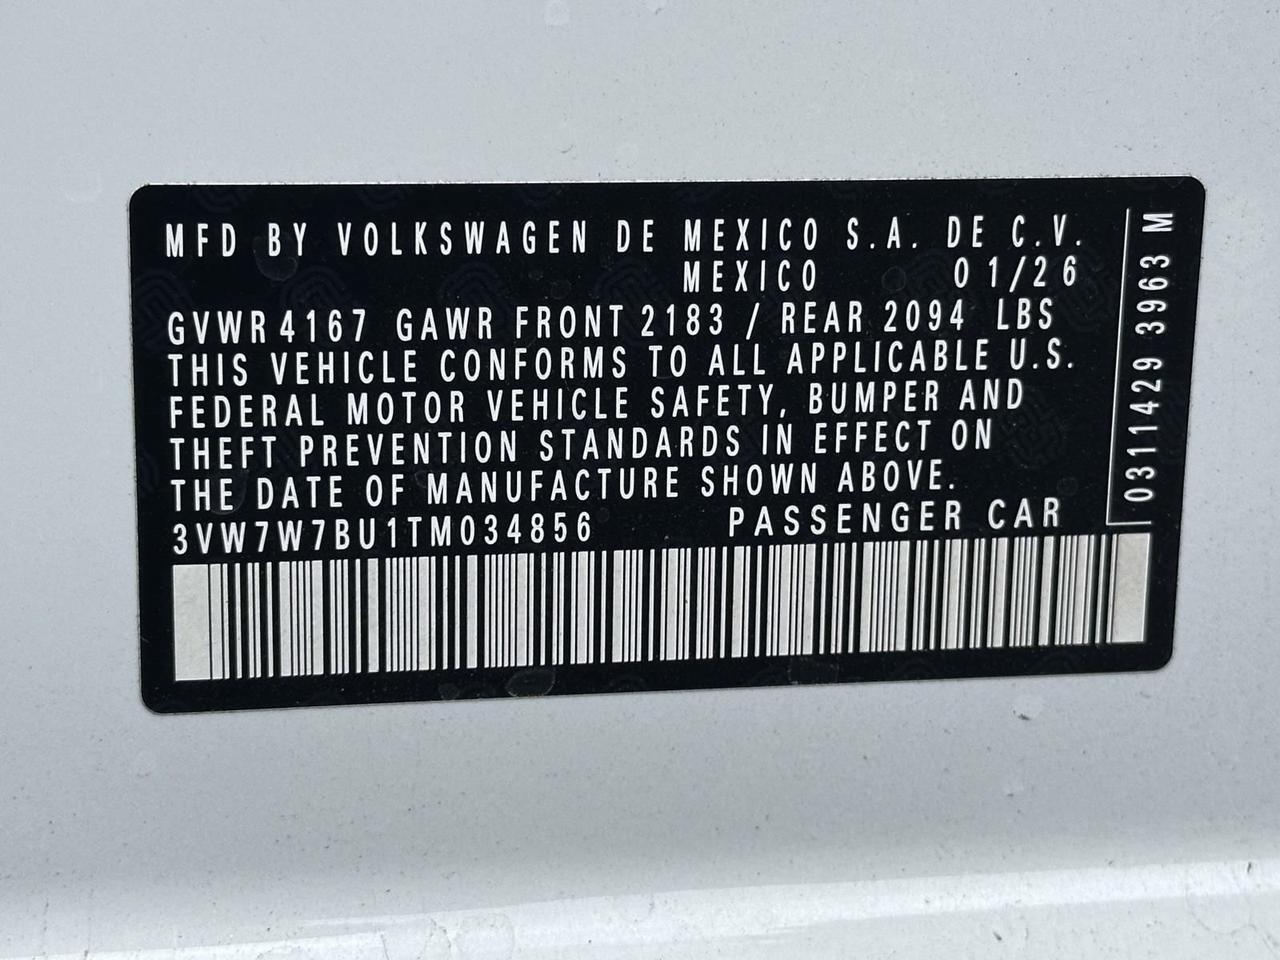 MFD BY VOLKSWAGEN DE MEXICO S.A. DE C.V.
MEXICO 01/26
GVWR 4167 GAWR FRONT 2183 / REAR 2094 LBS
THIS VEHICLE CONFORMS TO ALL APPLICABLE U.S.
FEDERAL MOTOR VEHICLE SAFETY, BUMPER AND
THEFT PREVENTION STANDARDS IN EFFECT ON
THE DATE OF MANUFACTURE SHOWN ABOVE.
3VW7W7BU1TM034856 PASSENGER CAR
0311429 3963 M